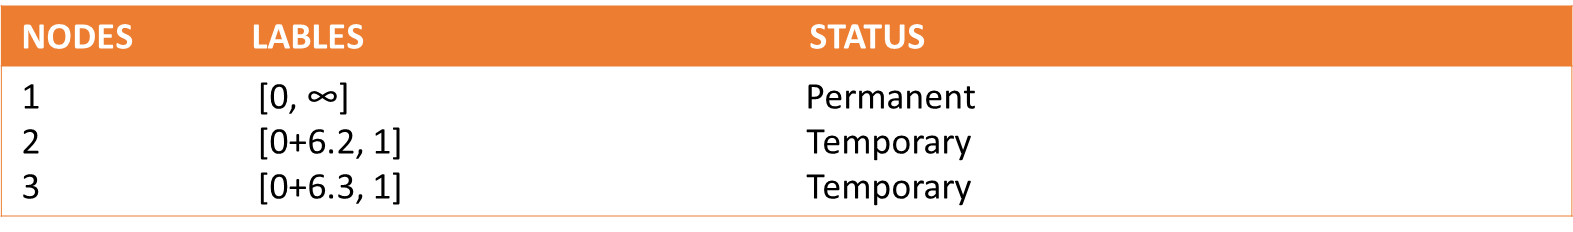 NODES LABLES STATUS
1 [0, ∞] Permanent
2 [0+6.2, 1] Temporary
3 [0+6.3, 1] Temporary